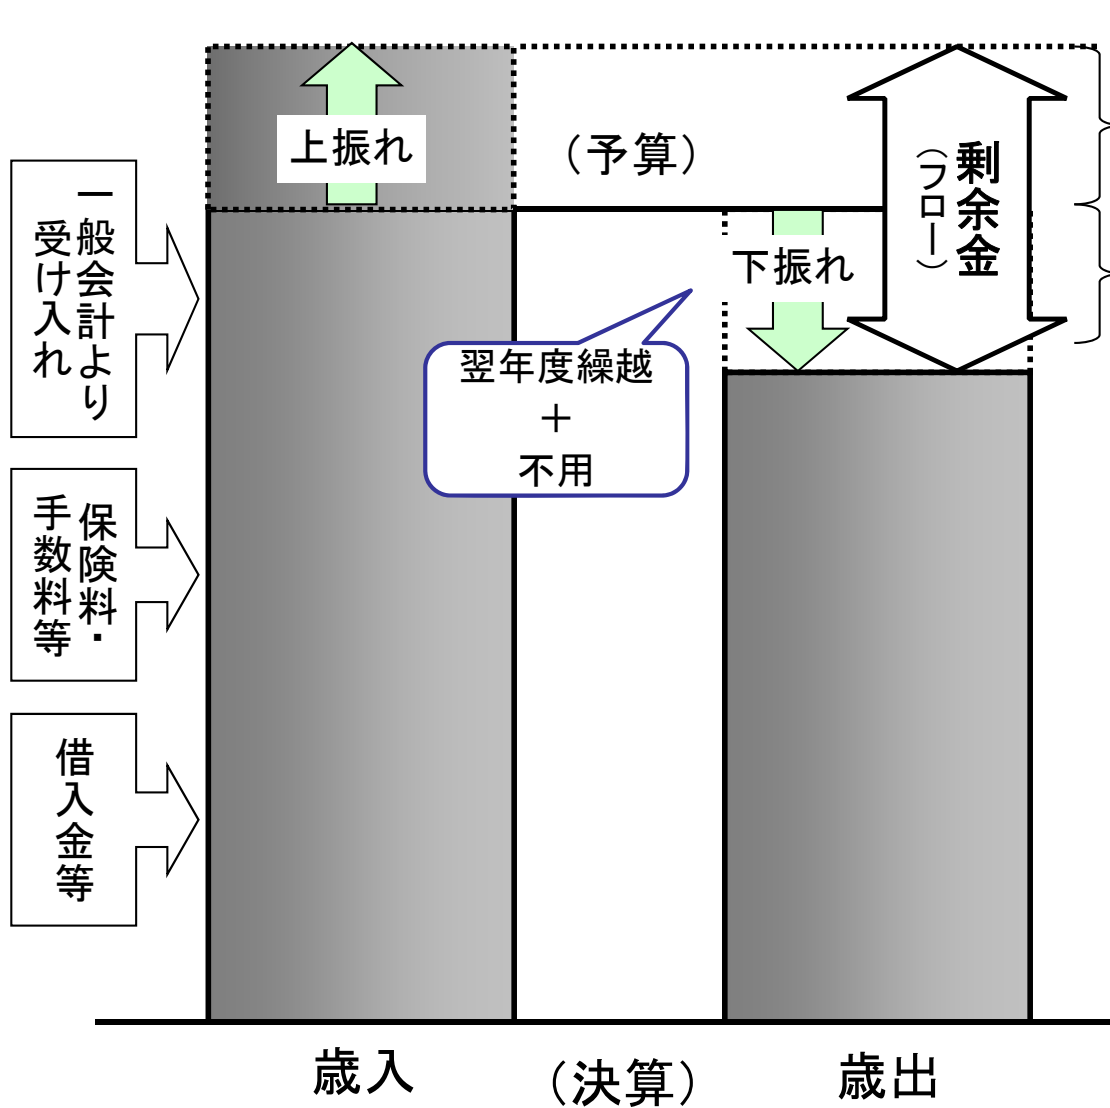 上振れ
（予算）
剰余金
（フロー）
一般会計より
受け入れ
下振れ
翌年度繰越
＋
不用
保険料・
手数料等
借入金等
歳入
（決算）
歳出